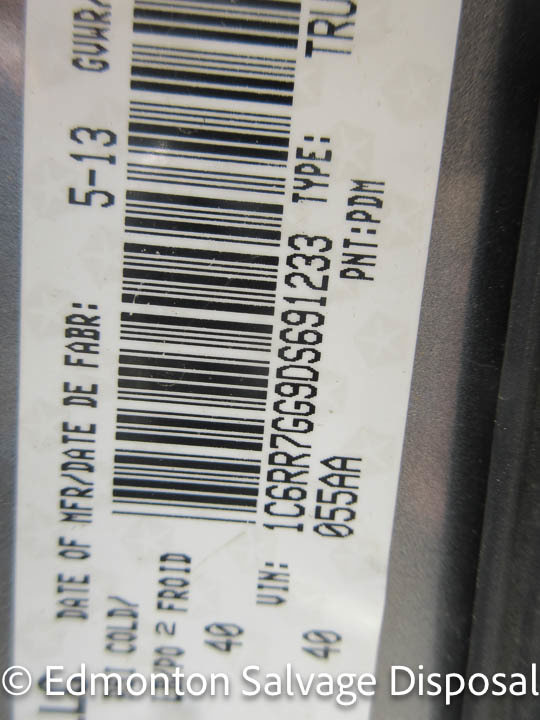 DATE OF MFR/DATE DE FABR: 5-13 GVWR/
COLD/
2 FROID
40
VIN: 1C6RR7GG9DS691233 TYPE: TRU
055AA PNT:PDM
40
© Edmonton Salvage Disposal